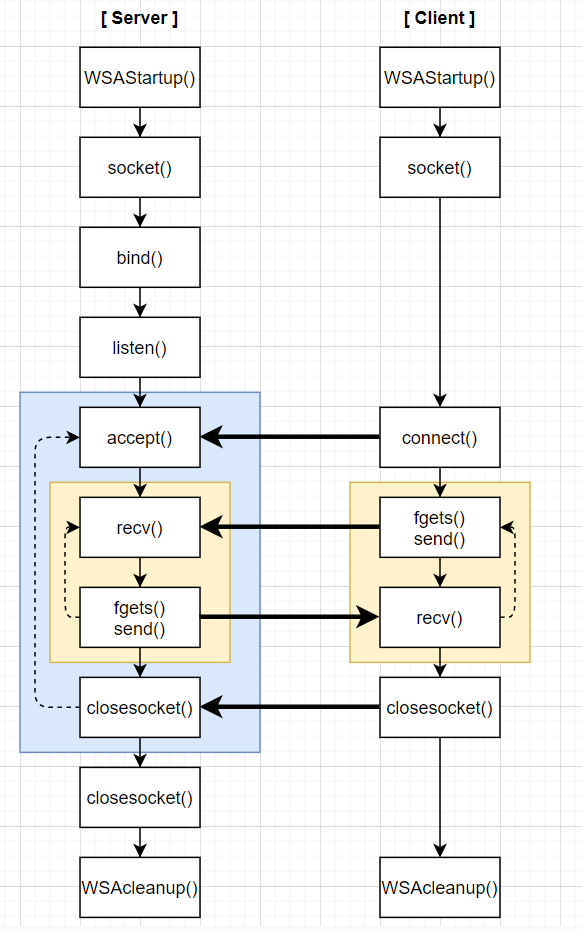 [ Server ]
WSAStartup()
socket()
bind()
listen()
accept()
recv()
fgets()
send()
closesocket()
closesocket()
WSAcleanup()
[ Client ]
WSAStartup()
socket()
connect()
fgets()
send()
recv()
closesocket()
WSAcleanup()